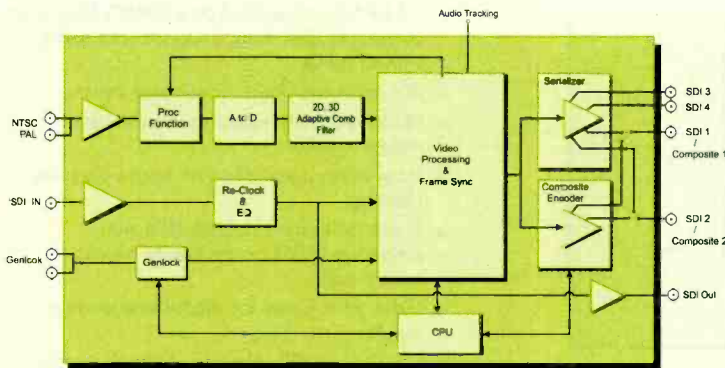 Audio Tracking
NTSC
PAL
Proc
Function
A to D
2D, 3D
Adaptive Comb
Filter
Video
Processing
&
Frame Sync
Serializer
SDI 3
SDI 4
SDI 1
/
Composite 1
SDI IN
Re-Clock
&
EQ
Composite
Encoder
SDI 2
/
Composite 2
Genlock
Genlock
SDI Out
CPU